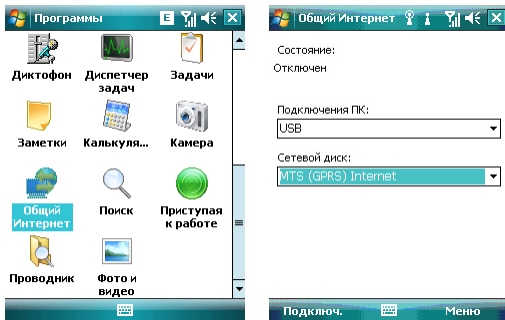 Программы
E
Диктофон
Диспетчер задач
Задачи
Заметки
Калькуля...
Камера
Общий Интернет
Поиск
Приступая к работе
Проводник
Фото и видео
Общий Интернет
Состояние:
Отключен
Подключения ПК:
USB
Сетевой диск:
MTS (GPRS) Internet
Подключ.
Меню